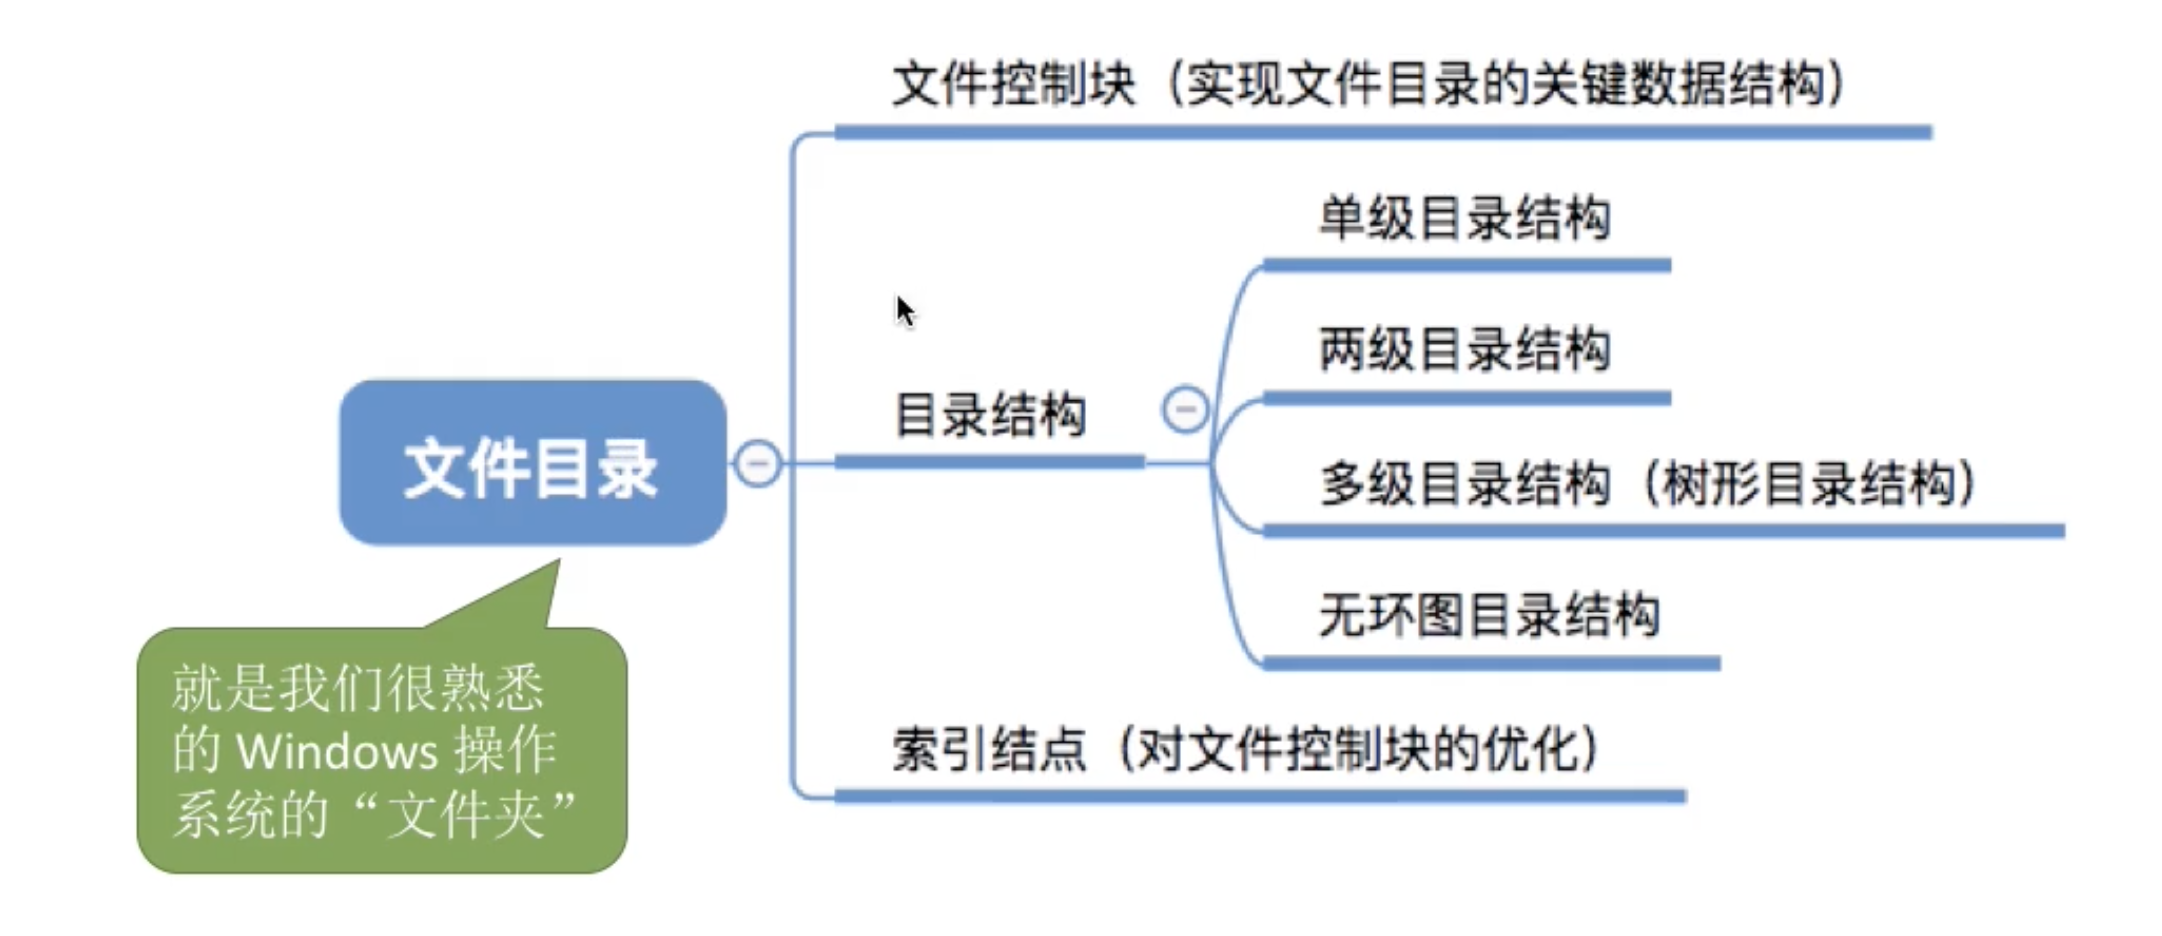 文件控制块（实现文件目录的关键数据结构）
单级目录结构
两级目录结构
目录结构
文件目录
多级目录结构（树形目录结构）
无环图目录结构
索引结点（对文件控制块的优化）
就是我们很熟悉
的 Windows 操作
系统的“文件夹”